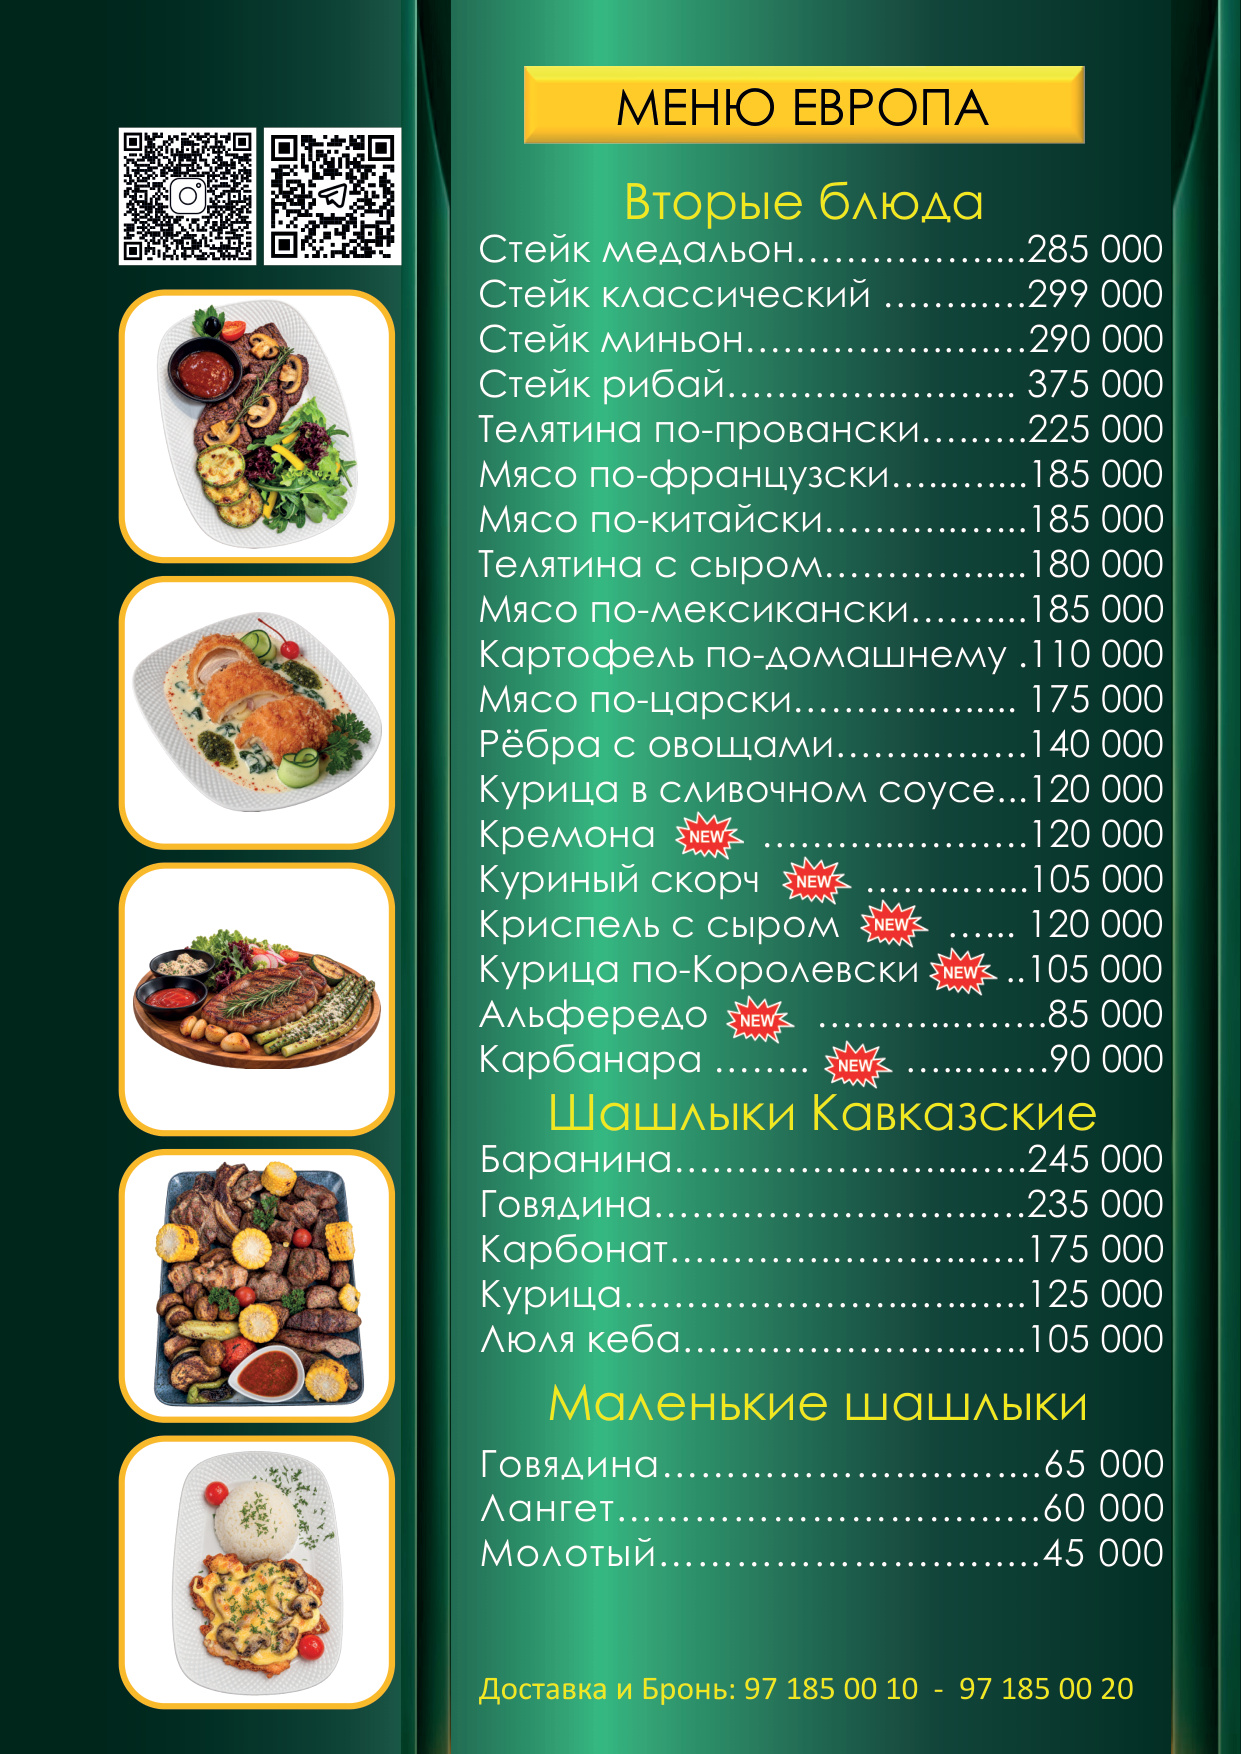 МЕНЮ ЕВРОПА
Вторые блюда
Стейк медальон....................285 000
Стейк классический ............299 000
Стейк миньон.......................290 000
Стейк рибай........................ 375 000
Телятина по-провански.........225 000
Мясо по-французски............185 000
Мясо по-китайски.................185 000
Телятина с сыром.................180 000
Мясо по-мексикански..........185 000
Картофель по-домашнему .110 000
Мясо по-царски................... 175 000
Рёбра с овощами................140 000
Курица в сливочном соусе...120 000
Кремона NEW ......................120 000
Куриный скорч NEW .............105 000
Криспель с сыром NEW ...... 120 000
Курица по-Королевски NEW ..105 000
Альфередо NEW ...................85 000
Карбанара ........ NEW ............90 000
Шашлыки Кавказские
Баранина.............................245 000
Говядина..............................235 000
Карбонат.............................175 000
Курица.................................125 000
Люля кеба............................105 000
Маленькие шашлыки
Говядина..............................65 000
Лангет..................................60 000
Молотый..............................45 000
Доставка и Бронь: 97 185 00 10 - 97 185 00 20